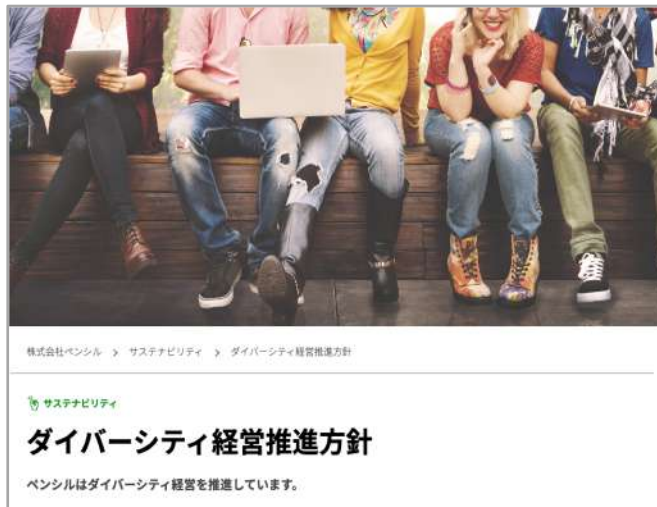 株式会社ペンシル > サステナビリティ > ダイバーシティ経営推進方針
サステナビリティ
ダイバーシティ経営推進方針
ペンシルはダイバーシティ経営を推進しています。